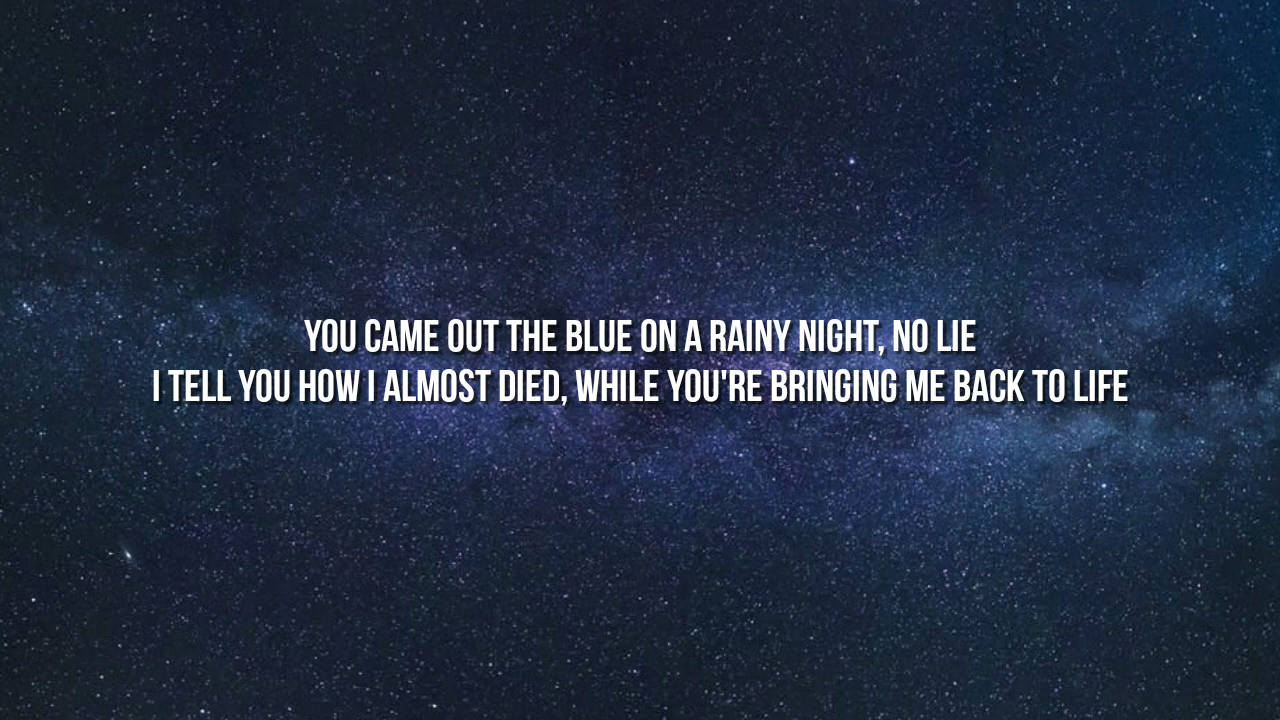 YOU CAME OUT THE BLUE ON A RAINY NIGHT, NO LIE
I TELL YOU HOW I ALMOST DIED, WHILE YOU'RE BRINGING ME BACK TO LIFE